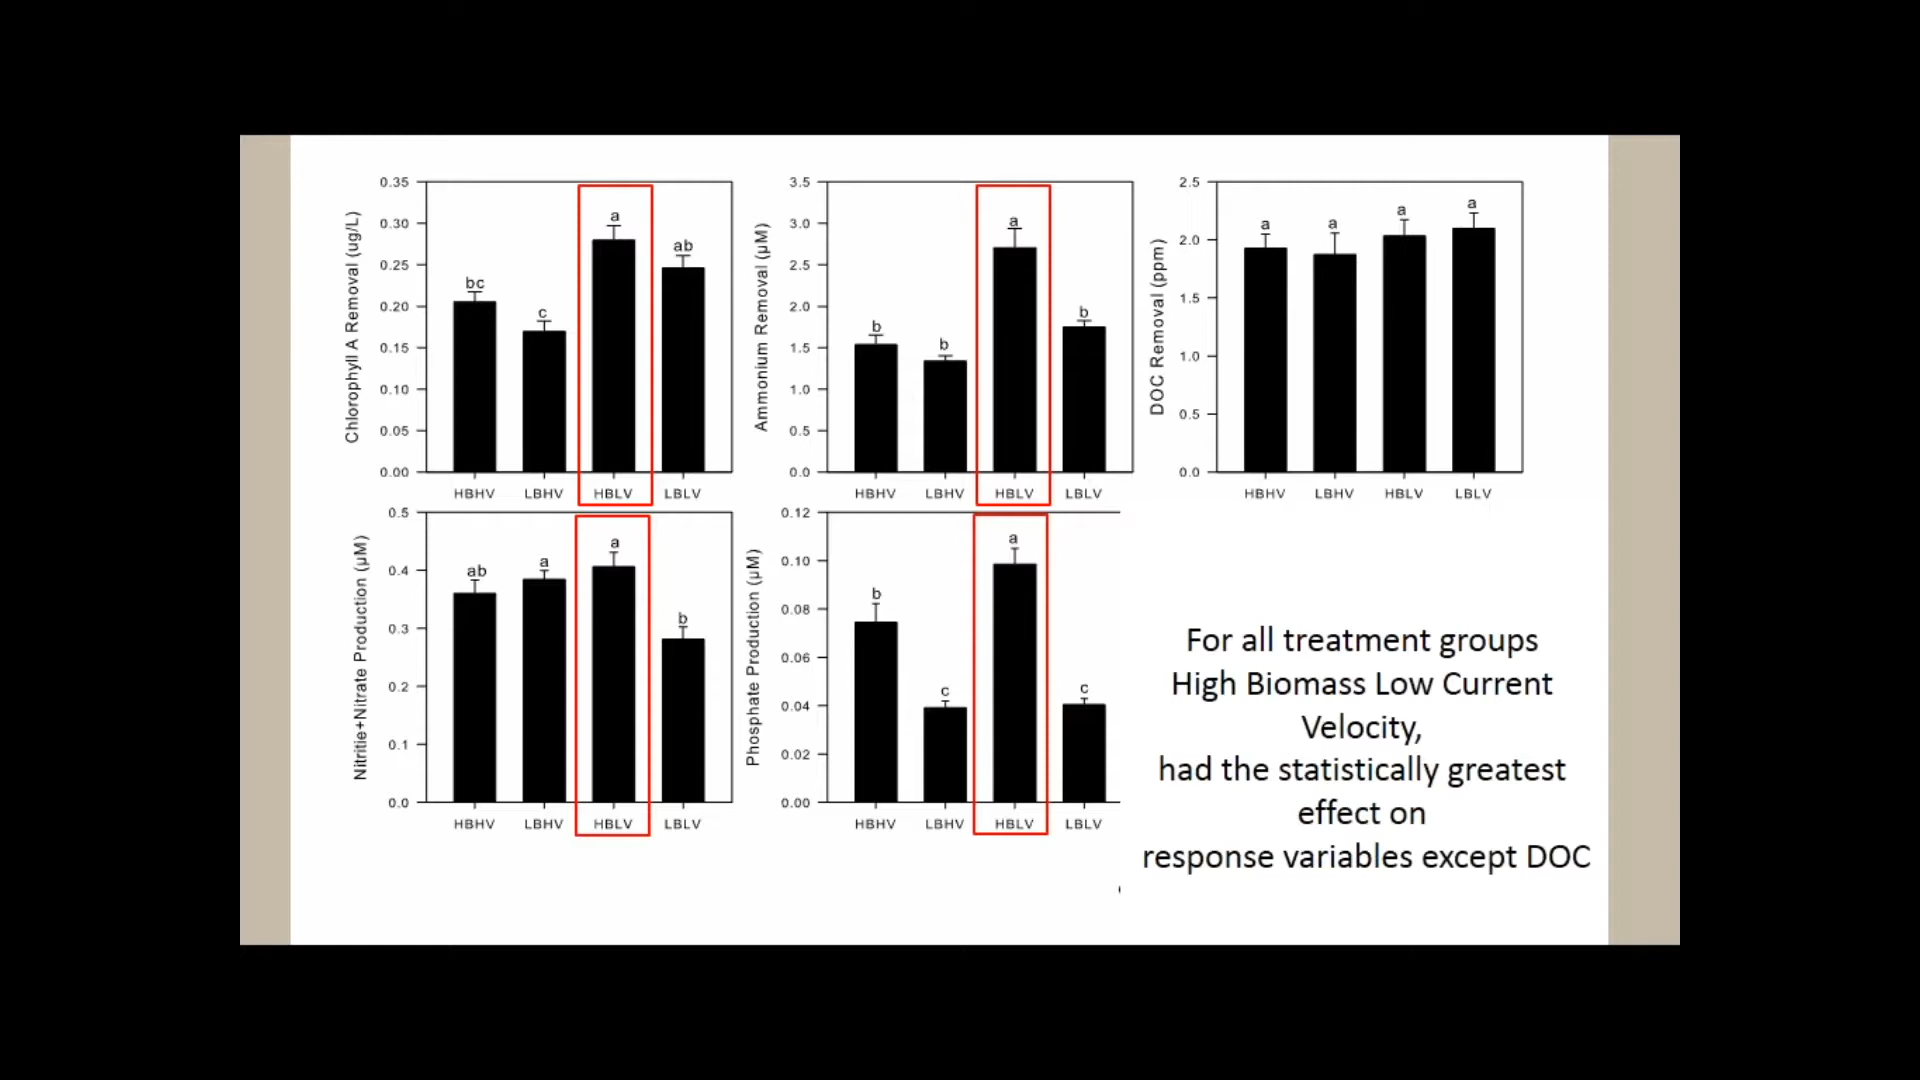 0.35
0.30
0.25
0.20
0.15
0.10
0.05
0.00
Chlorophyll A Removal (ug/L)
bc
c
a
ab
HBHV LBHV HBLV LBLV
3.5
3.0
2.5
2.0
1.5
1.0
0.5
0.0
Ammonium Removal (µM)
b
b
a
b
HBHV LBHV HBLV LBLV
2.5
2.0
1.5
1.0
0.5
0.0
DOC Removal (ppm)
a
a
a
a
HBHV LBHV HBLV LBLV
0.5
0.4
0.3
0.2
0.1
0.0
Nitritie+Nitrate Production (µM)
ab
a
a
b
HBHV LBHV HBLV LBLV
0.12
0.10
0.08
0.06
0.04
0.02
0.00
Phosphate Production (µM)
b
c
a
c
HBHV LBHV HBLV LBLV
For all treatment groups
High Biomass Low Current
Velocity,
had the statistically greatest
effect on
response variables except DOC